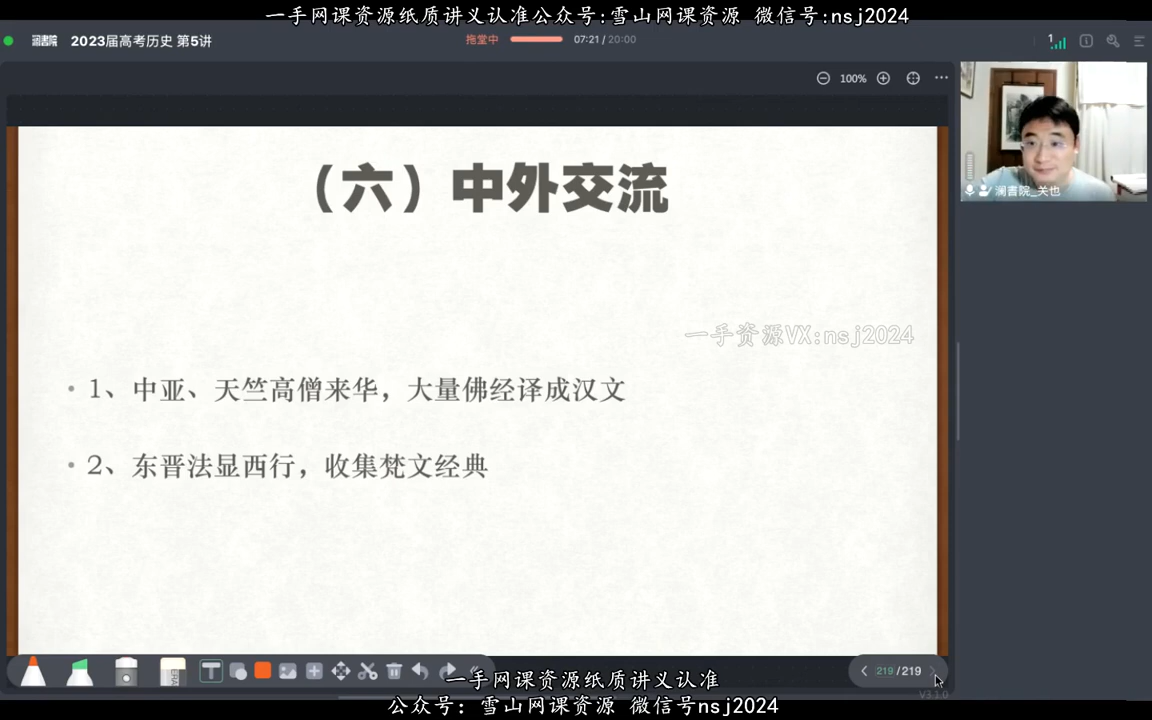 一手网课资源纸质讲义认准公众号:雪山网课资源 微信号:nsj2024
2023届高考历史 第5讲
拖堂中
07:21 / 20:00
1
100%
(六)中外交流
澜書院_关也
一手资源VX:nsj2024
• 1、中亚、天竺高僧来华，大量佛经译成汉文
• 2、东晋法显西行，收集梵文经典
219 /219
一手网课资源纸质讲义认准
V3.1.0
公众号: 雪山网课资源 微信号nsj2024